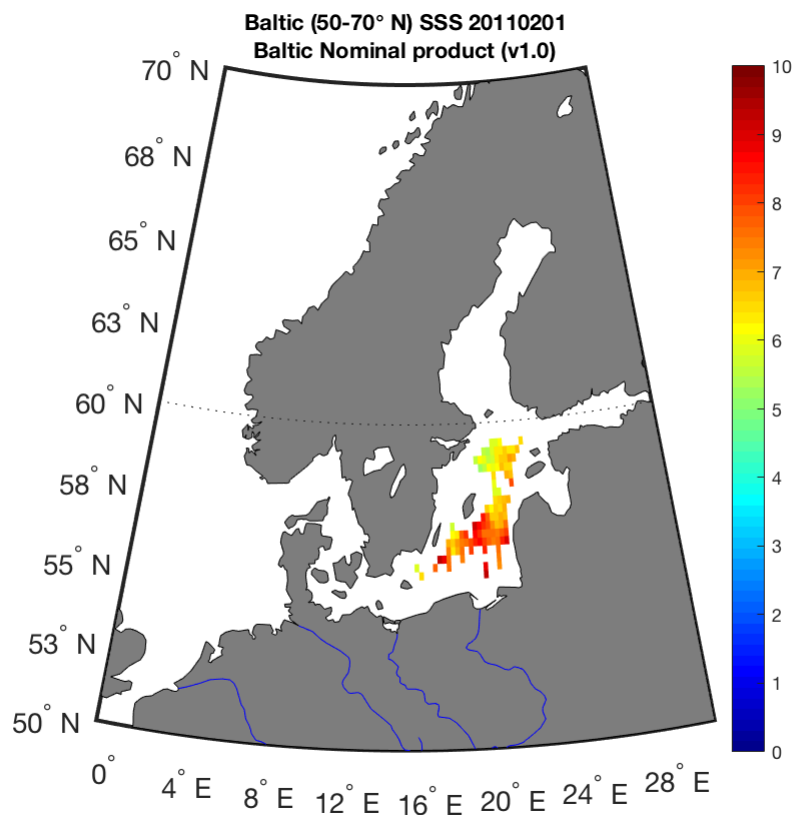 Baltic (50-70° N) SSS 20110201
Baltic Nominal product (v1.0)
70° N
68° N
65° N
63° N
60° N
58° N
55° N
53° N
50° N
0°
4° E
8° E
12° E
16° E
20° E
24° E
28° E
10
9
8
7
6
5
4
3
2
1
0